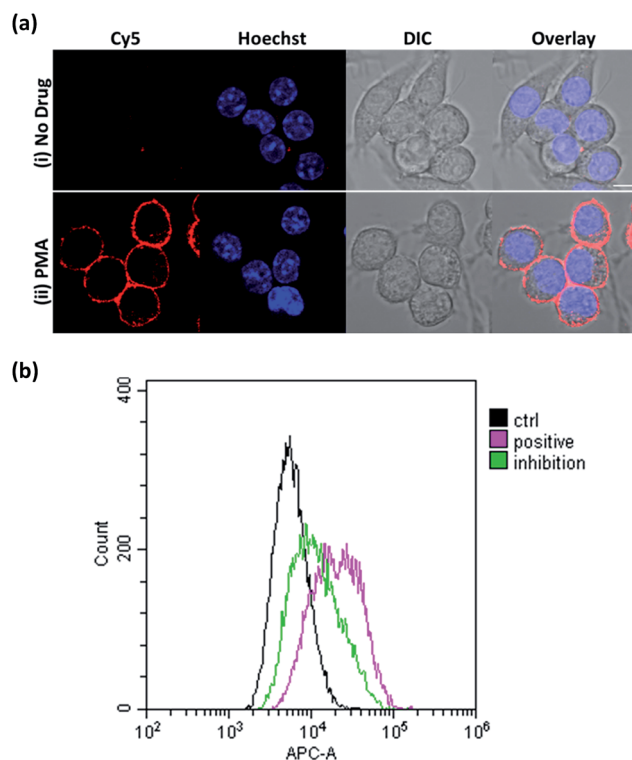 (a)
Cy5 Hoechst DIC Overlay
(i) No Drug
(ii) PMA
(b)
400
200
0
Count
10² 10³ 10⁴ 10⁵ 10⁶
APC-A
ctrl
positive
inhibition